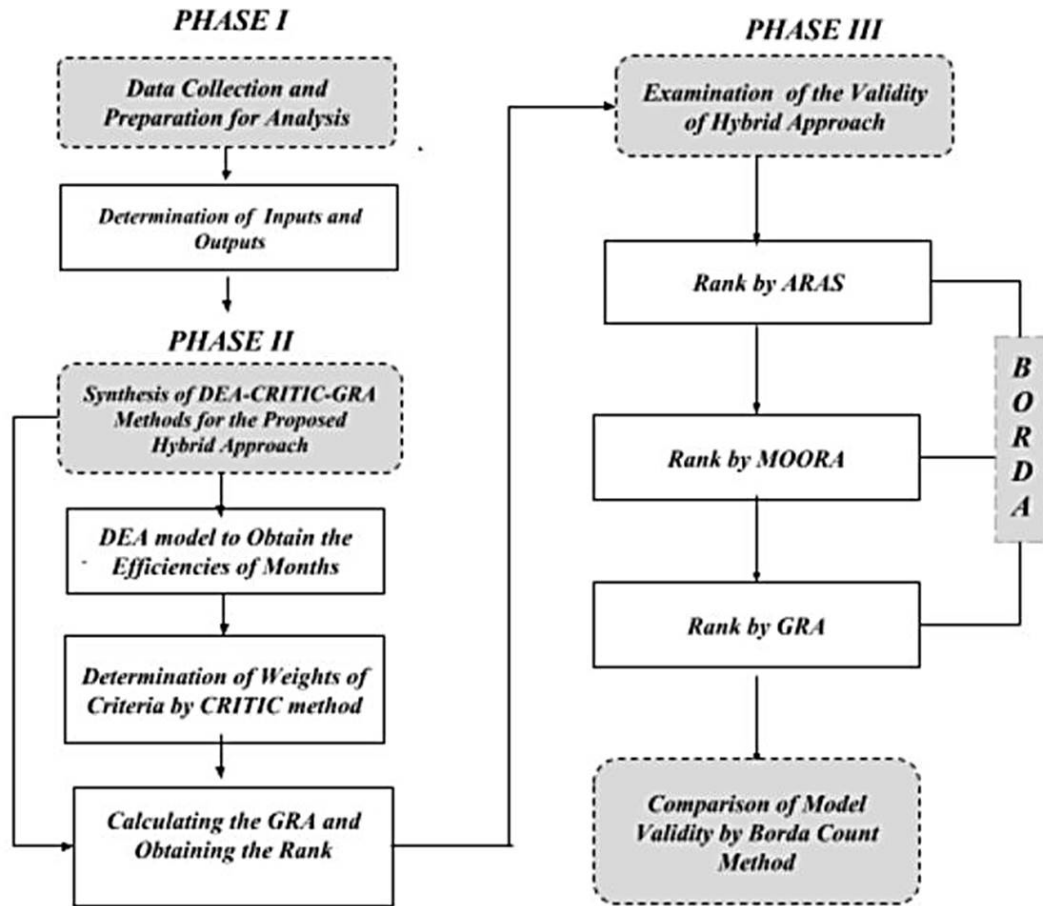 PHASE I
Data Collection and
Preparation for Analysis
Determination of Inputs and
Outputs
PHASE II
Synthesis of DEA-CRITIC-GRA
Methods for the Proposed
Hybrid Approach
DEA model to Obtain the
Efficiencies of Months
Determination of Weights of
Criteria by CRITIC method
Calculating the GRA and
Obtaining the Rank
PHASE III
Examination of the Validity
of Hybrid Approach
Rank by ARAS
Rank by MOORA
Rank by GRA
B
O
R
D
A
Comparison of Model
Validity by Borda Count
Method